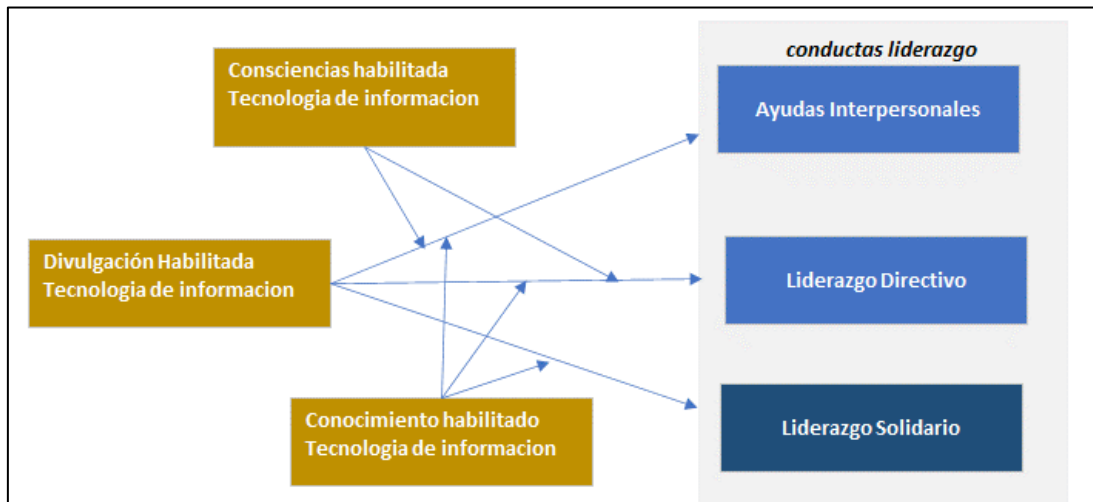 conductas liderazgo
Consciencias habilitada
Tecnologia de informacion
Ayudas Interpersonales
Divulgación Habilitada
Tecnologia de informacion
Liderazgo Directivo
Conocimiento habilitado
Tecnologia de informacion
Liderazgo Solidario